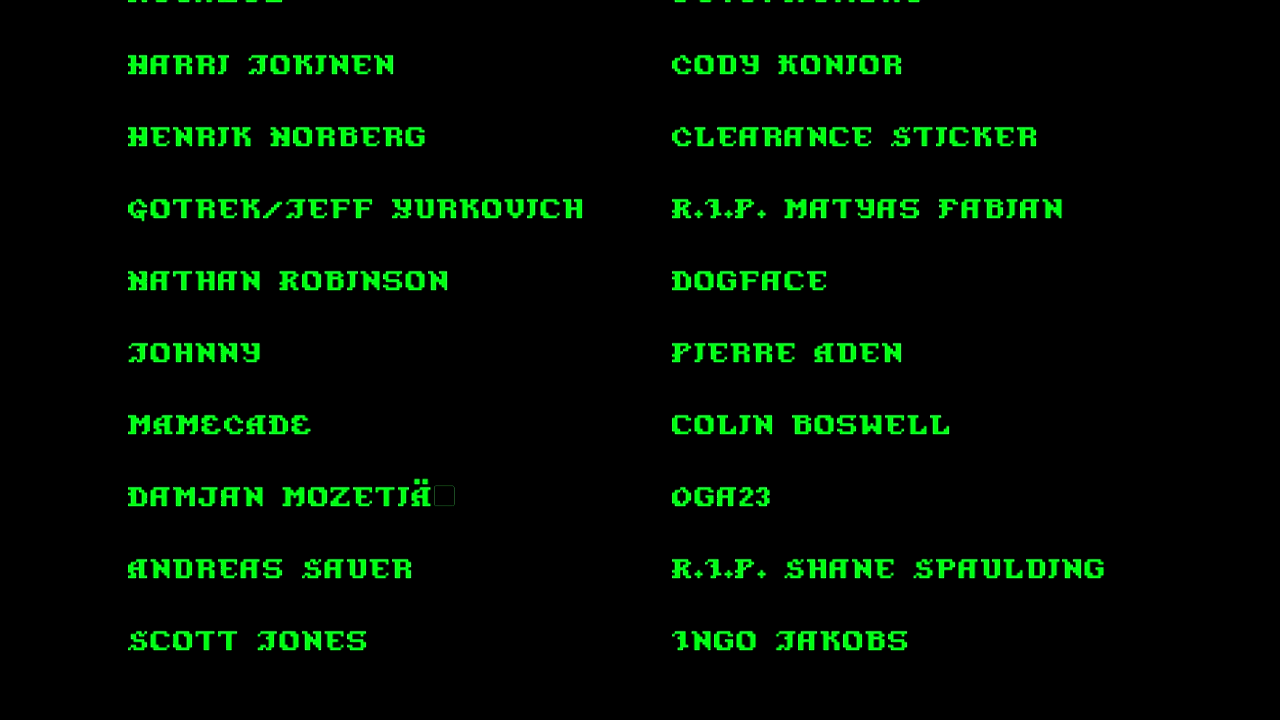 HARRI JOKINEN
CODY KONIOR
HENRIK NORBERG
CLEARANCE STICKER
GOTREK/JEFF YURKOVICH
R.I.P. MATYAS FABIAN
NATHAN ROBINSON
DOGFACE
JOHNNY
PIERRE ADEN
MAMECADE
COLIN BOSWELL
DAMJAN MOZETIÄ□
OGA23
ANDREAS SAUER
R.I.P. SHANE SPAULDING
SCOTT JONES
INGO JAKOBS